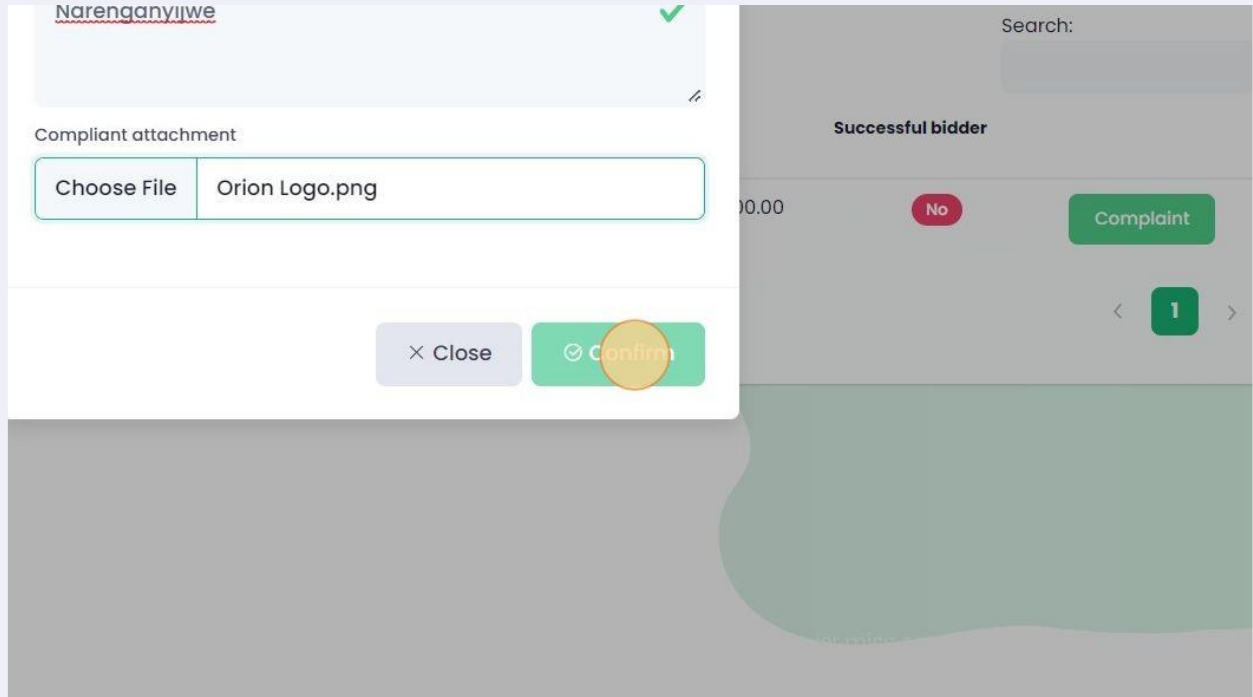 Narenganyijwe
Search:
Compliant attachment
Successful bidder
Choose File Orion Logo.png
00.00 No Complaint
< 1 >
× Close Confirm